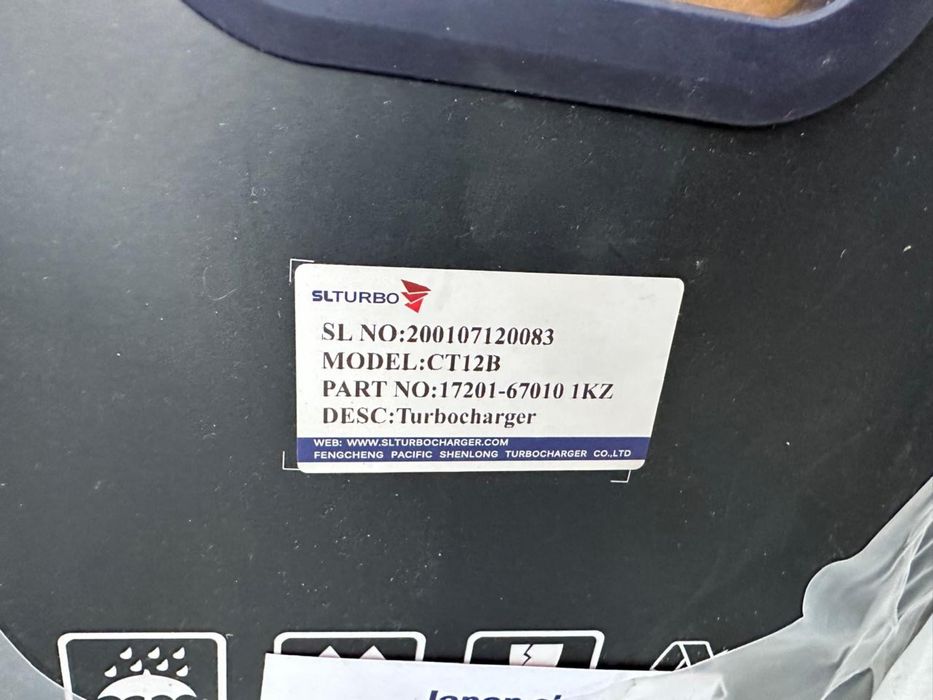 SLTURBO
SL NO:200107120083
MODEL:CT12B
PART NO:17201-67010 1KZ
DESC:Turbocharger
WEB: WWW.SLTURBOCHARGER.COM
FENGCHENG PACIFIC SHENLONG TURBOCHARGER CO.,LTD